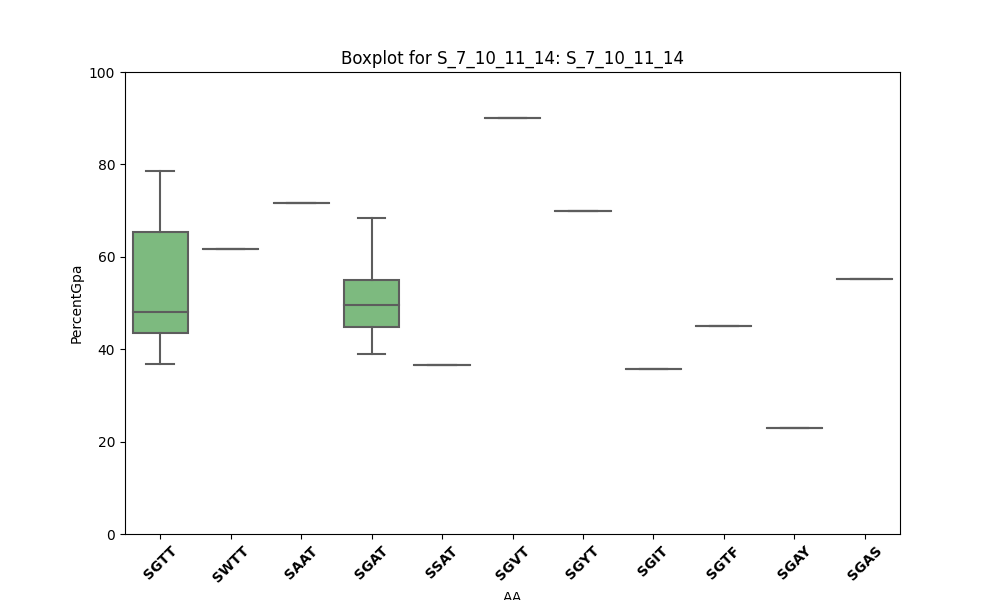 Boxplot for S_7_10_11_14: S_7_10_11_14
100
80
60
40
20
0
PercentGpa
SGTT
SWTT
SAAT
SGAT
SSAT
SGVT
SGYT
SGIT
SGTF
SGAY
SGAS
AA